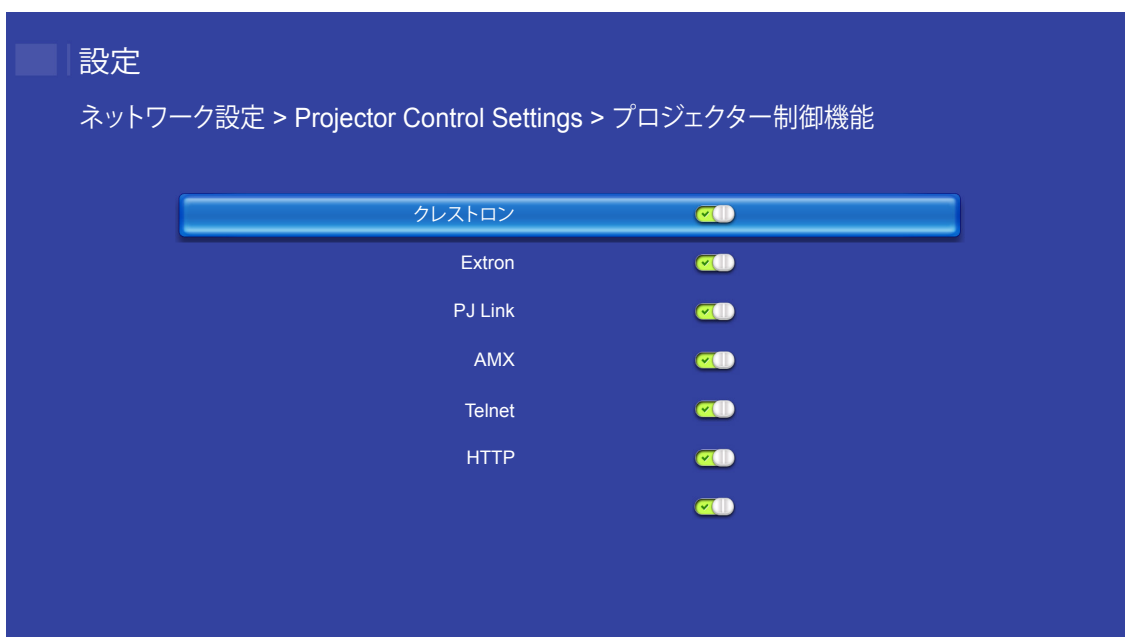 設定
ネットワーク設定 > Projector Control Settings > プロジェクター制御機能
クレストロン
Extron
PJ Link
AMX
Telnet
HTTP